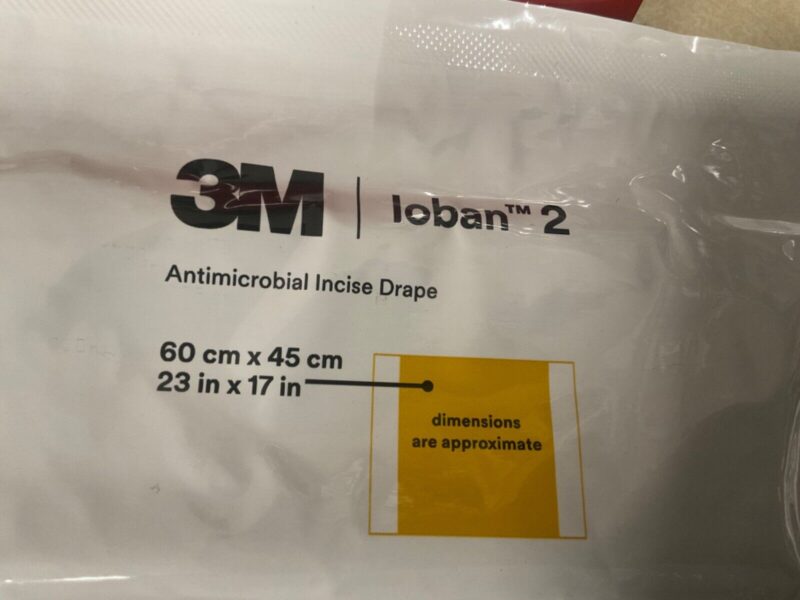 3M | Ioban™ 2
Antimicrobial Incise Drape
60 cm x 45 cm
23 in x 17 in
dimensions
are approximate